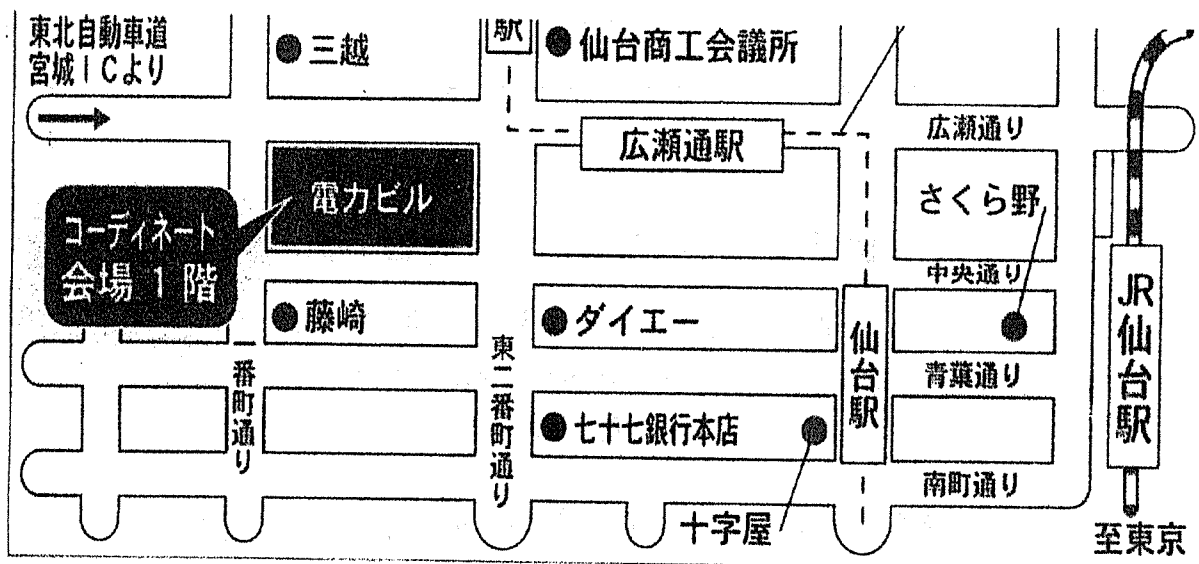 東北自動車道
宮城ICより
三越
駅
仙台商工会議所
広瀬通駅
広瀬通り
電力ビル
さくら野
コーディネート
会場1階
中央通り
藤崎
ダイエー
仙台駅
JR仙台駅
青葉通り
一番町通り
東二番町通り
七十七銀行本店
南町通り
十字屋
至東京